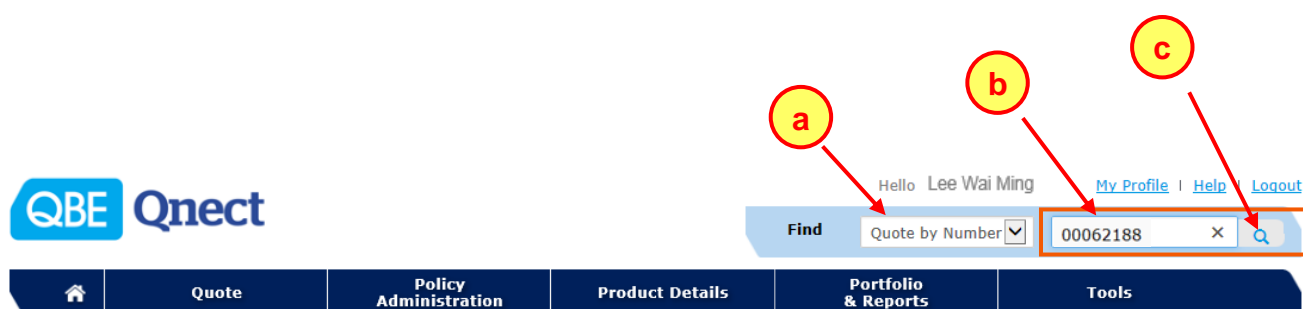 c
b
a
Hello Lee Wai Ming My Profile | Help | Logout
QBE Qnect
Find Quote by Number 00062188 ×
Quote Policy Administration Product Details Portfolio & Reports Tools